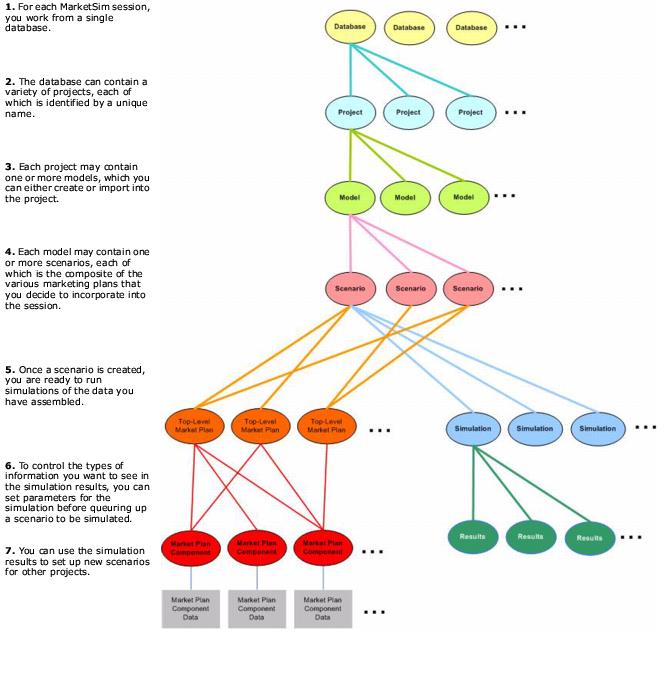 1. For each MarketSim session,
you work from a single
database.
Database
Database
Database
...
2. The database can contain a
variety of projects, each of
which is identified by a unique
name.
Project
Project
Project
...
3. Each project may contain
one or more models, which you
can either create or import into
the project.
Model
Model
Model
...
4. Each model may contain one
or more scenarios, each of
which is the composite of the
various marketing plans that
you decide to incorporate into
the session.
Scenario
Scenario
Scenario
...
5. Once a scenario is created,
you are ready to run
simulations of the data you
have assembled.
Top-Level
Market Plan
Top-Level
Market Plan
Top-Level
Market Plan
...
Simulation
Simulation
Simulation
...
6. To control the types of
information you want to see in
the simulation results, you can
set parameters for the
simulation before queuring up
a scenario to be simulated.
7. You can use the simulation
results to set up new scenarios
for other projects.
Market Plan
Component
Market Plan
Component
Market Plan
Component
...
Results
Results
Results
...
Market Plan
Component
Data
Market Plan
Component
Data
Market Plan
Component
Data
...